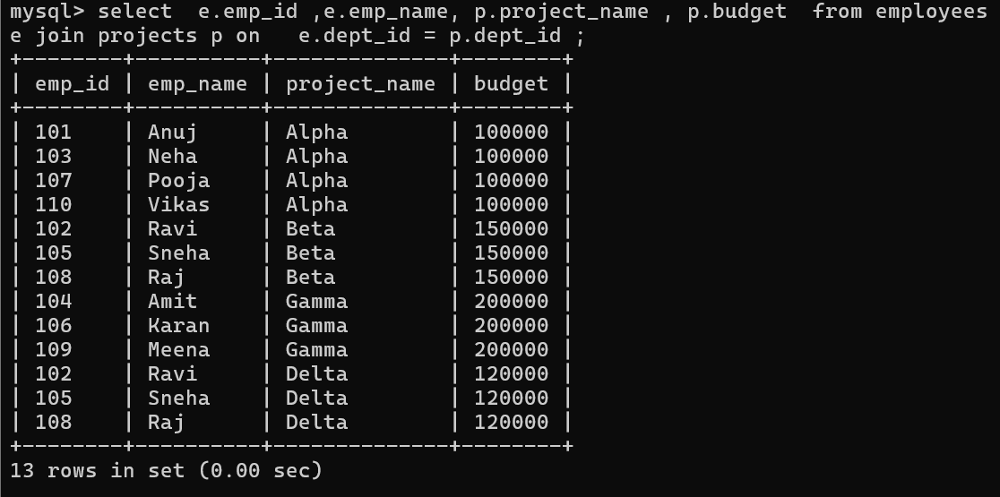 mysql> select  e.emp_id ,e.emp_name, p.project_name , p.budget  from employees
e join projects p on   e.dept_id = p.dept_id ;
+--------+----------+--------------+--------+
| emp_id | emp_name | project_name | budget |
+--------+----------+--------------+--------+
| 101    | Anuj     | Alpha        | 100000 |
| 103    | Neha     | Alpha        | 100000 |
| 107    | Pooja    | Alpha        | 100000 |
| 110    | Vikas    | Alpha        | 100000 |
| 102    | Ravi     | Beta         | 150000 |
| 105    | Sneha    | Beta         | 150000 |
| 108    | Raj      | Beta         | 150000 |
| 104    | Amit     | Gamma        | 200000 |
| 106    | Karan    | Gamma        | 200000 |
| 109    | Meena    | Gamma        | 200000 |
| 102    | Ravi     | Delta        | 120000 |
| 105    | Sneha    | Delta        | 120000 |
| 108    | Raj      | Delta        | 120000 |
+--------+----------+--------------+--------+
13 rows in set (0.00 sec)